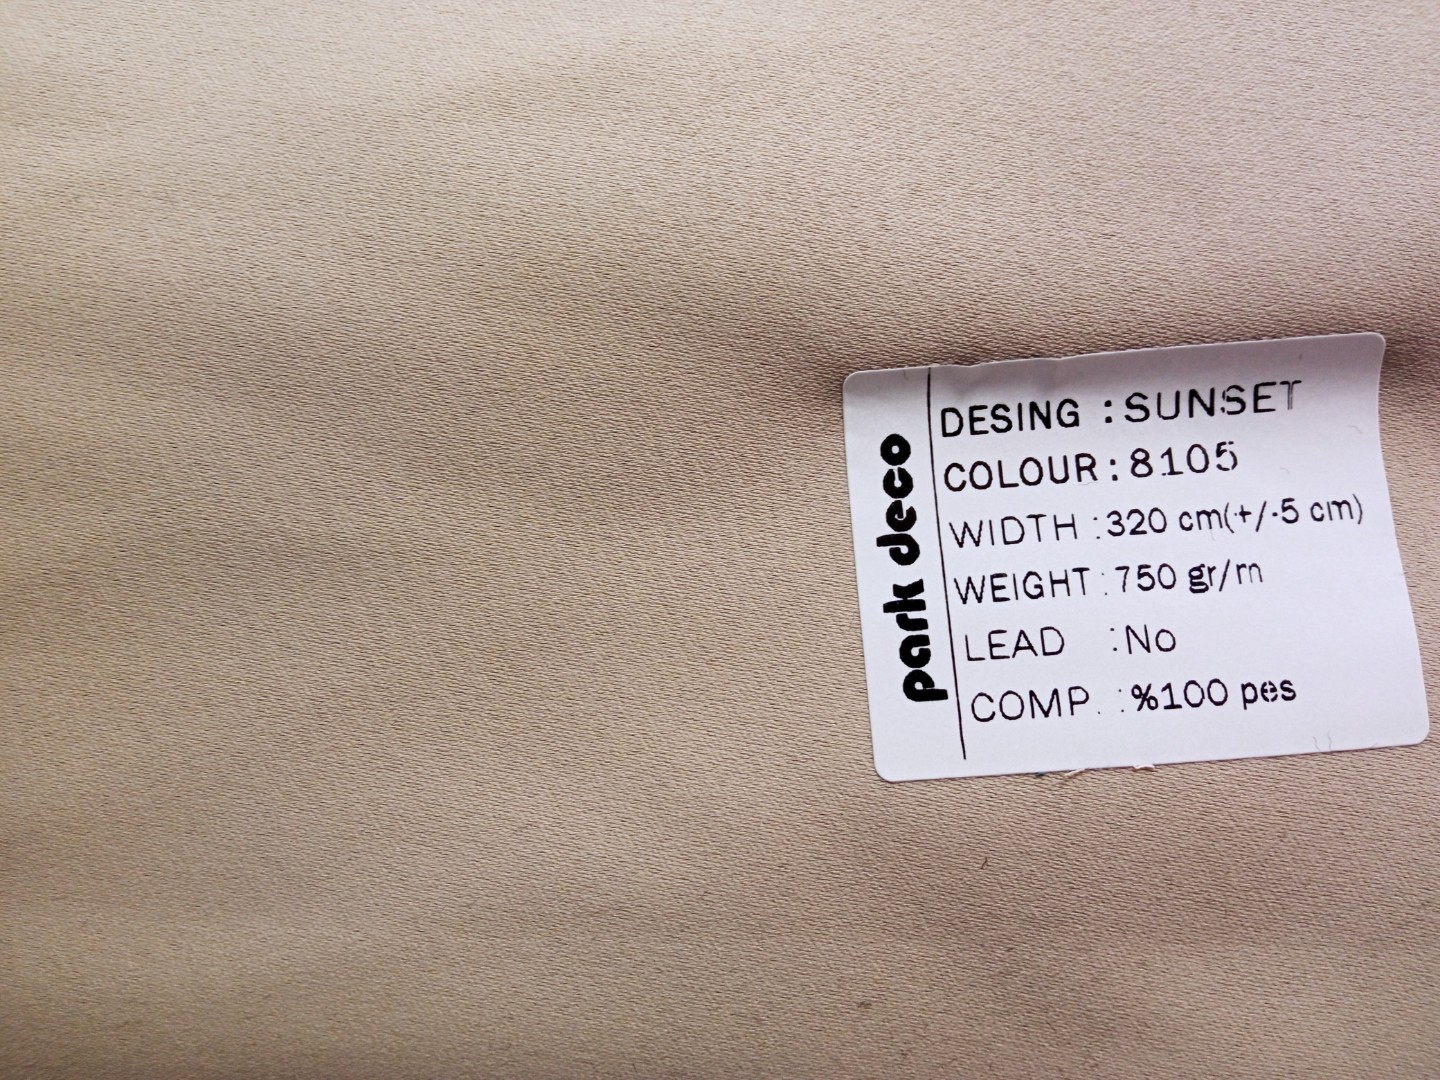 park deco
DESING : SUNSET
COLOUR : 8105
WIDTH : 320 cm(+/-5 cm)
WEIGHT : 750 gr/m
LEAD : No
COMP. : %100 pes